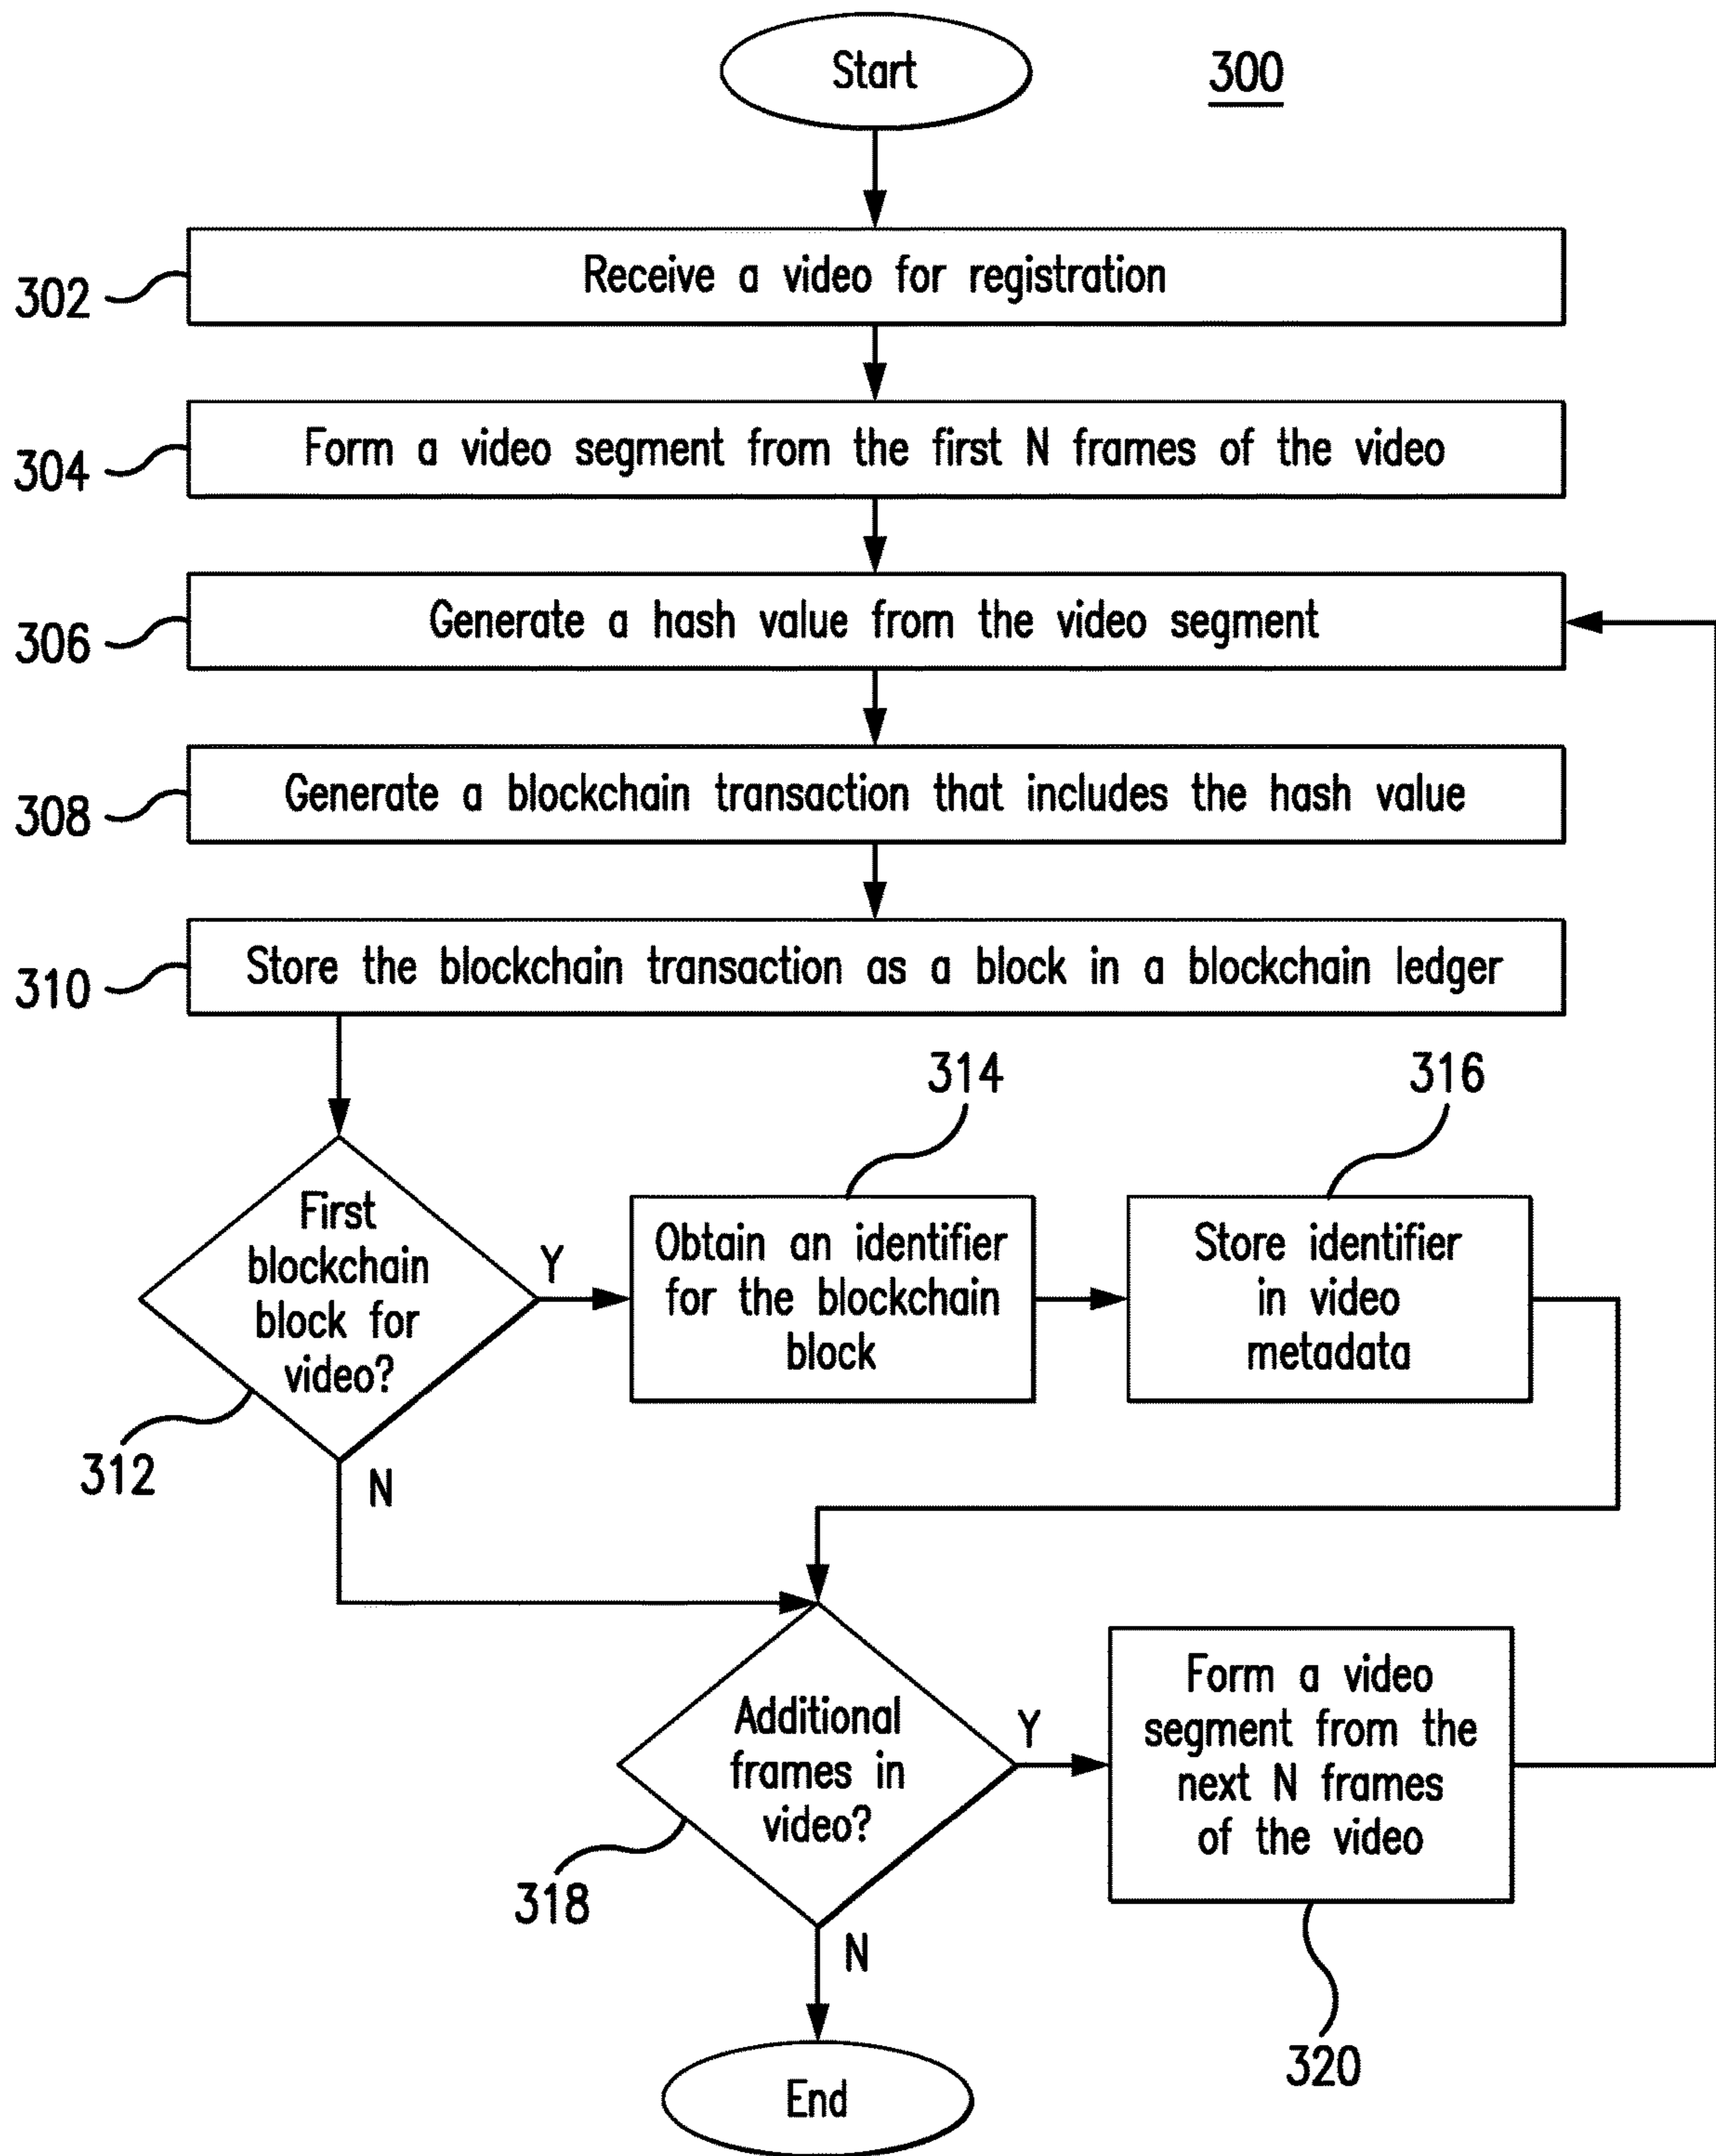 Start
300
302
Receive a video for registration
304
Form a video segment from the first N frames of the video
306
Generate a hash value from the video segment
308
Generate a blockchain transaction that includes the hash value
310
Store the blockchain transaction as a block in a blockchain ledger
314
316
First
blockchain
block for
video?
Y
Obtain an identifier
for the blockchain
block
Store identifier
in video
metadata
312
N
Additional
frames in
video?
Y
Form a video
segment from the
next N frames
of the video
318
N
320
End